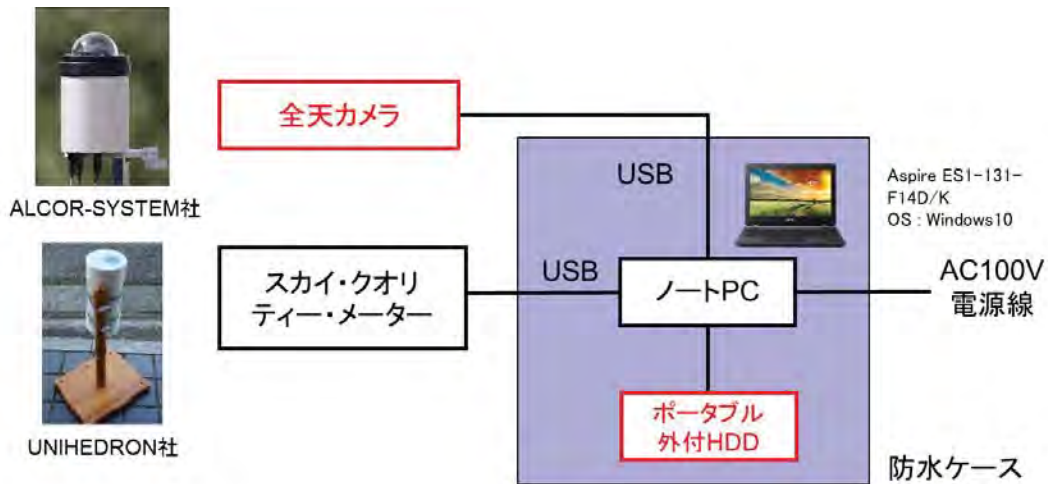 ALCOR-SYSTEM社
全天カメラ
USB
Aspire ES1-131-
F14D/K
OS : Windows10
UNIHEDRON社
スカイ・クオリ
ティー・メーター
USB
ノートPC
AC100V
電源線
ポータブル
外付HDD
防水ケース